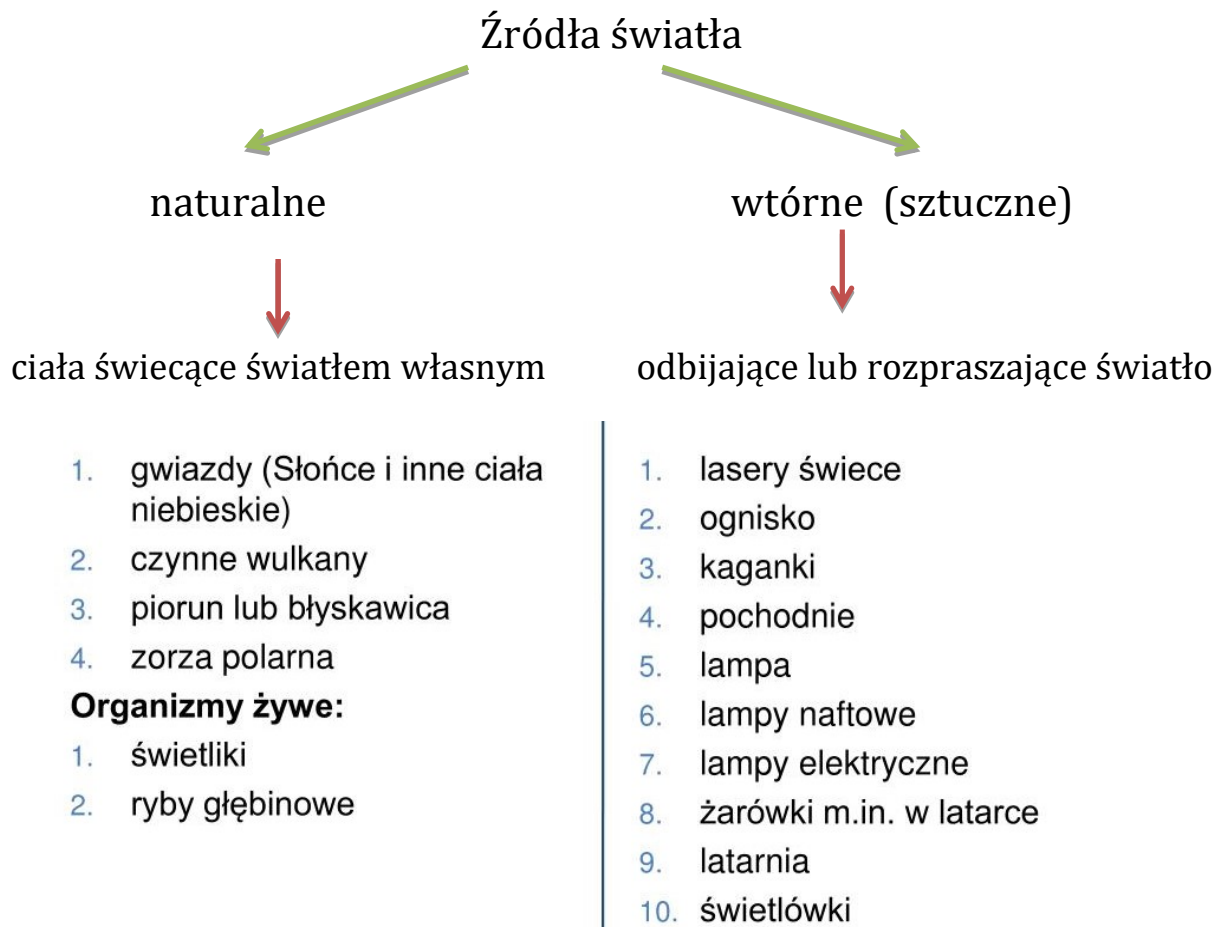 Źródła światła
naturalne
wtórne (sztuczne)
ciała świecące światłem własnym
odbijające lub rozpraszające światło
1. gwiazdy (Słońce i inne ciała
niebieskie)
2. czynne wulkany
3. piorun lub błyskawica
4. zorza polarna
Organizmy żywe:
1. świetliki
2. ryby głębinowe
1. lasery świece
2. ognisko
3. kaganki
4. pochodnie
5. lampa
6. lampy naftowe
7. lampy elektryczne
8. żarówki m.in. w latarce
9. latarnia
10. świetlówki